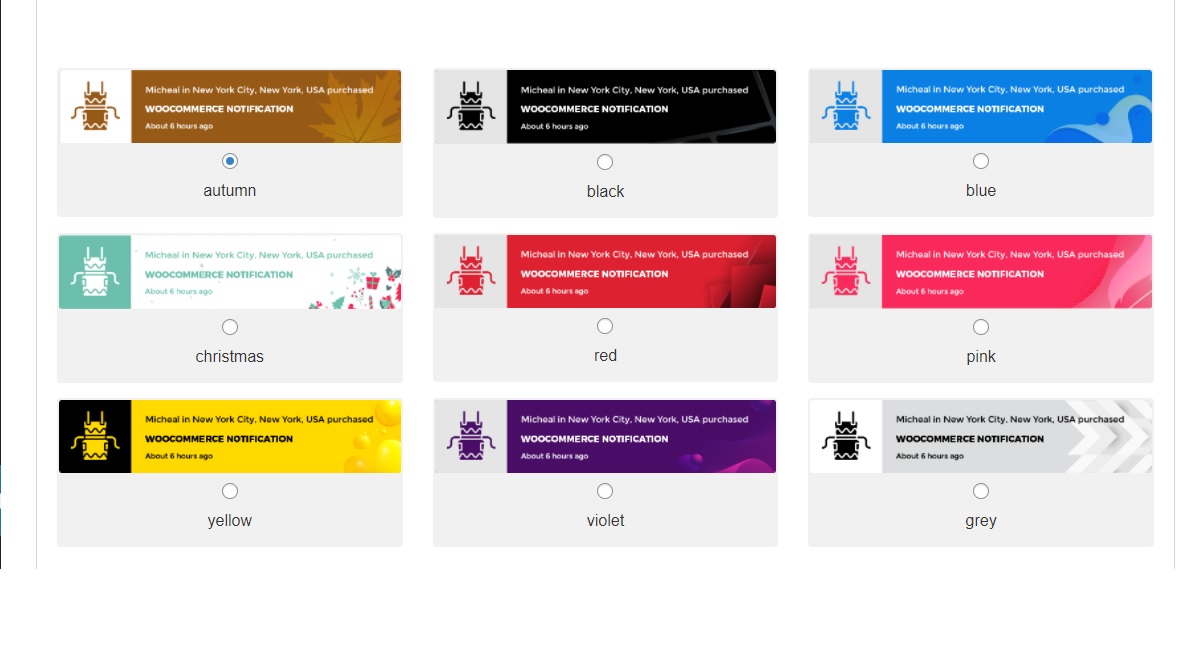 Micheal in New York City, New York, USA purchased
WOOCOMMERCE NOTIFICATION
About 6 hours ago
autumn
Micheal in New York City, New York, USA purchased
WOOCOMMERCE NOTIFICATION
About 6 hours ago
black
Micheal in New York City, New York, USA purchased
WOOCOMMERCE NOTIFICATION
About 6 hours ago
blue
Micheal in New York City, New York, USA purchased
WOOCOMMERCE NOTIFICATION
About 6 hours ago
christmas
Micheal in New York City, New York, USA purchased
WOOCOMMERCE NOTIFICATION
About 6 hours ago
red
Micheal in New York City, New York, USA purchased
WOOCOMMERCE NOTIFICATION
About 6 hours ago
pink
Micheal in New York City, New York, USA purchased
WOOCOMMERCE NOTIFICATION
About 6 hours ago
yellow
Micheal in New York City, New York, USA purchased
WOOCOMMERCE NOTIFICATION
About 6 hours ago
violet
Micheal in New York City, New York, USA purchased
WOOCOMMERCE NOTIFICATION
About 6 hours ago
grey